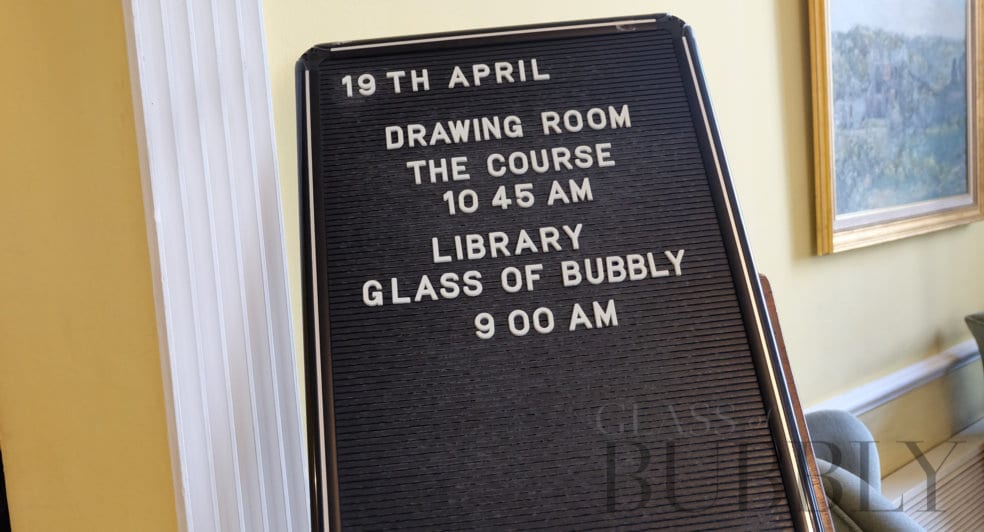 19 TH APRIL
DRAWING ROOM
THE COURSE
10 45 AM
LIBRARY
GLASS OF BUBBLY
9 00 AM
GLASS of
BUBBLY